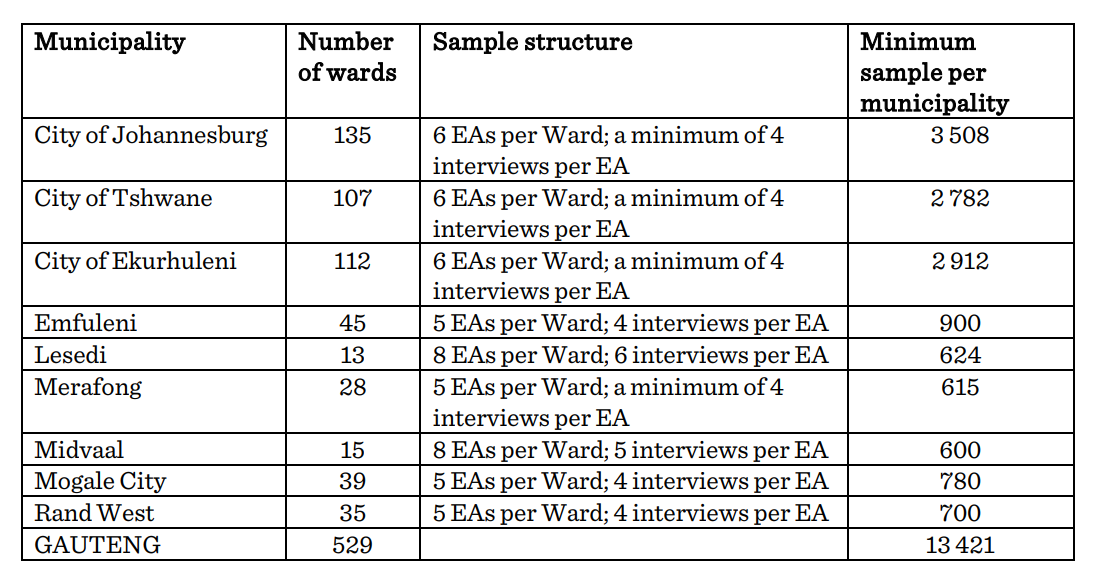 Municipality Number of wards Sample structure Minimum sample per municipality
City of Johannesburg 135 6 EAs per Ward; a minimum of 4 interviews per EA 3 508
City of Tshwane 107 6 EAs per Ward; a minimum of 4 interviews per EA 2 782
City of Ekurhuleni 112 6 EAs per Ward; a minimum of 4 interviews per EA 2 912
Emfuleni 45 5 EAs per Ward; 4 interviews per EA 900
Lesedi 13 8 EAs per Ward; 6 interviews per EA 624
Merafong 28 5 EAs per Ward; a minimum of 4 interviews per EA 615
Midvaal 15 8 EAs per Ward; 5 interviews per EA 600
Mogale City 39 5 EAs per Ward; 4 interviews per EA 780
Rand West 35 5 EAs per Ward; 4 interviews per EA 700
GAUTENG 529 13 421